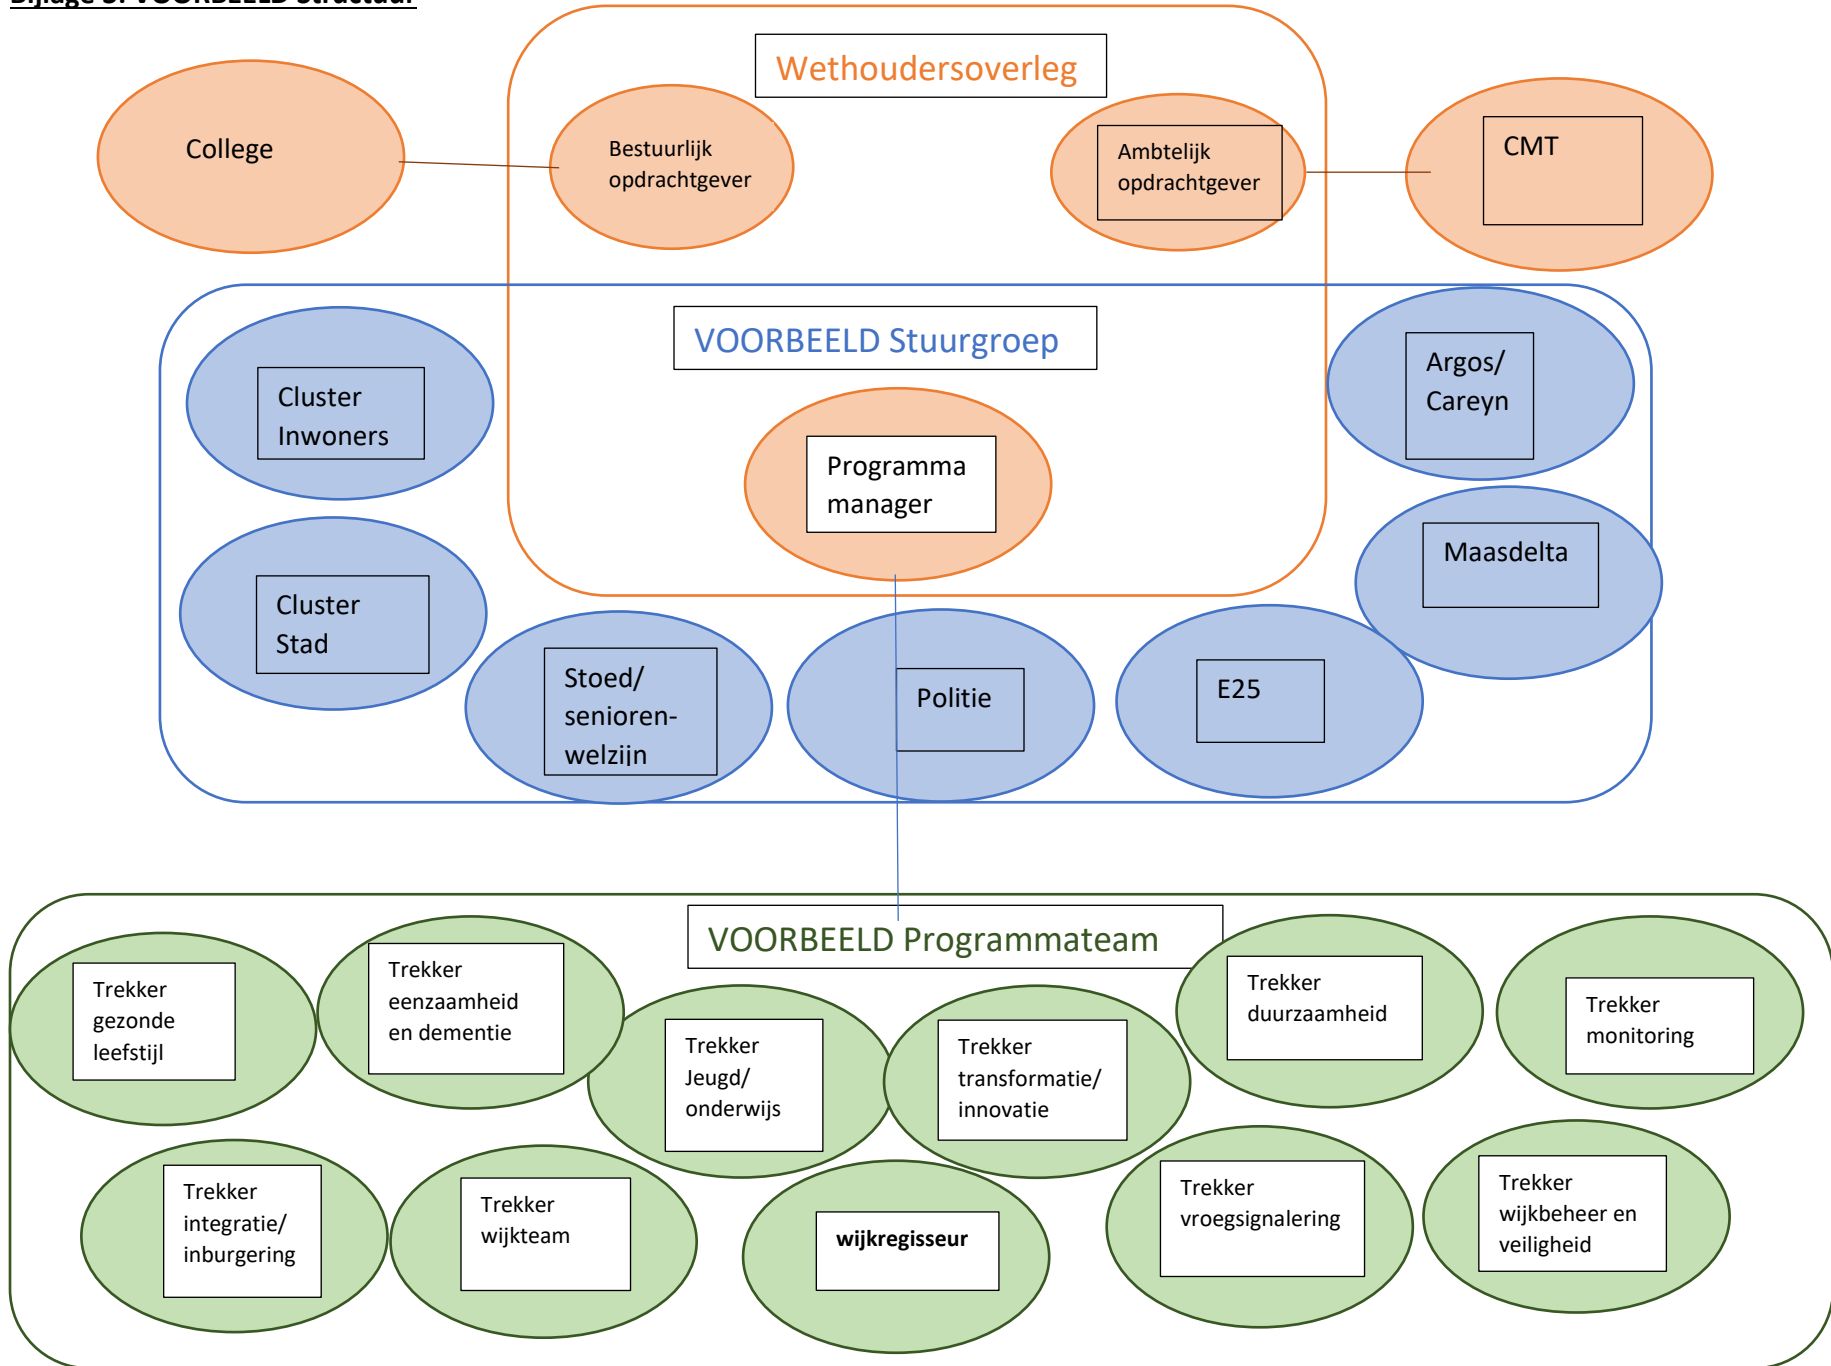 VOORBEELD
Wethoudersoverleg
College
Bestuurlijk
opdrachtgever
Ambtelijk
opdrachtgever
CMT
VOORBEELD Stuurgroep
Cluster
Inwoners
Programma
manager
Argos/
Careyn
Maasdelta
Cluster
Stad
Stoed/
senioren-
welzijn
Politie
E25
VOORBEELD Programmateam
Trekker
gezonde
leefstijl
Trekker
eenzaamheid
en dementie
Trekker
Jeugd/
onderwijs
Trekker
transformatie/
innovatie
Trekker
duurzaamheid
Trekker
monitoring
Trekker
integratie/
inburgering
Trekker
wijkteam
wijkregisseur
Trekker
vroegsignalering
Trekker
wijkbeheer en
veiligheid